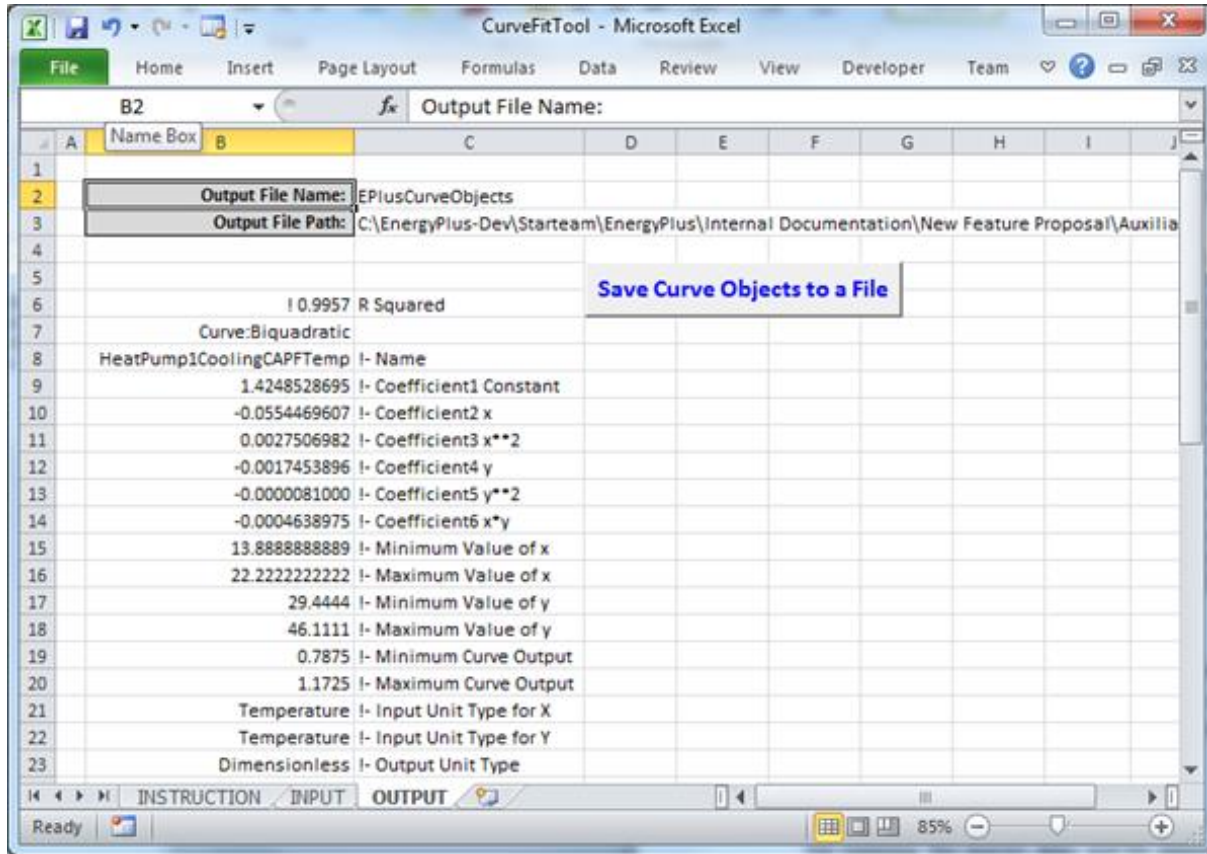 CurveFitTool - Microsoft Excel
File Home Insert Page Layout Formulas Data Review View Developer Team
B2 fx Output File Name:
Name Box
A B C D E F G H I J
1
2 Output File Name: EPlusCurveObjects
3 Output File Path: C:\EnergyPlus-Dev\Starteam\EnergyPlus\Internal Documentation\New Feature Proposal\Auxilia
4
5
Save Curve Objects to a File
6 ! 0.9957 R Squared
7 Curve:Biquadratic
8 HeatPump1CoolingCAPFTemp !- Name
9 1.4248528695 !- Coefficient1 Constant
10 -0.0554469607 !- Coefficient2 x
11 0.0027506982 !- Coefficient3 x**2
12 -0.0017453896 !- Coefficient4 y
13 -0.0000081000 !- Coefficient5 y**2
14 -0.0004638975 !- Coefficient6 x*y
15 13.8888888889 !- Minimum Value of x
16 22.2222222222 !- Maximum Value of x
17 29.4444 !- Minimum Value of y
18 46.1111 !- Maximum Value of y
19 0.7875 !- Minimum Curve Output
20 1.1725 !- Maximum Curve Output
21 Temperature !- Input Unit Type for X
22 Temperature !- Input Unit Type for Y
23 Dimensionless !- Output Unit Type
INSTRUCTION INPUT OUTPUT
Ready 85%